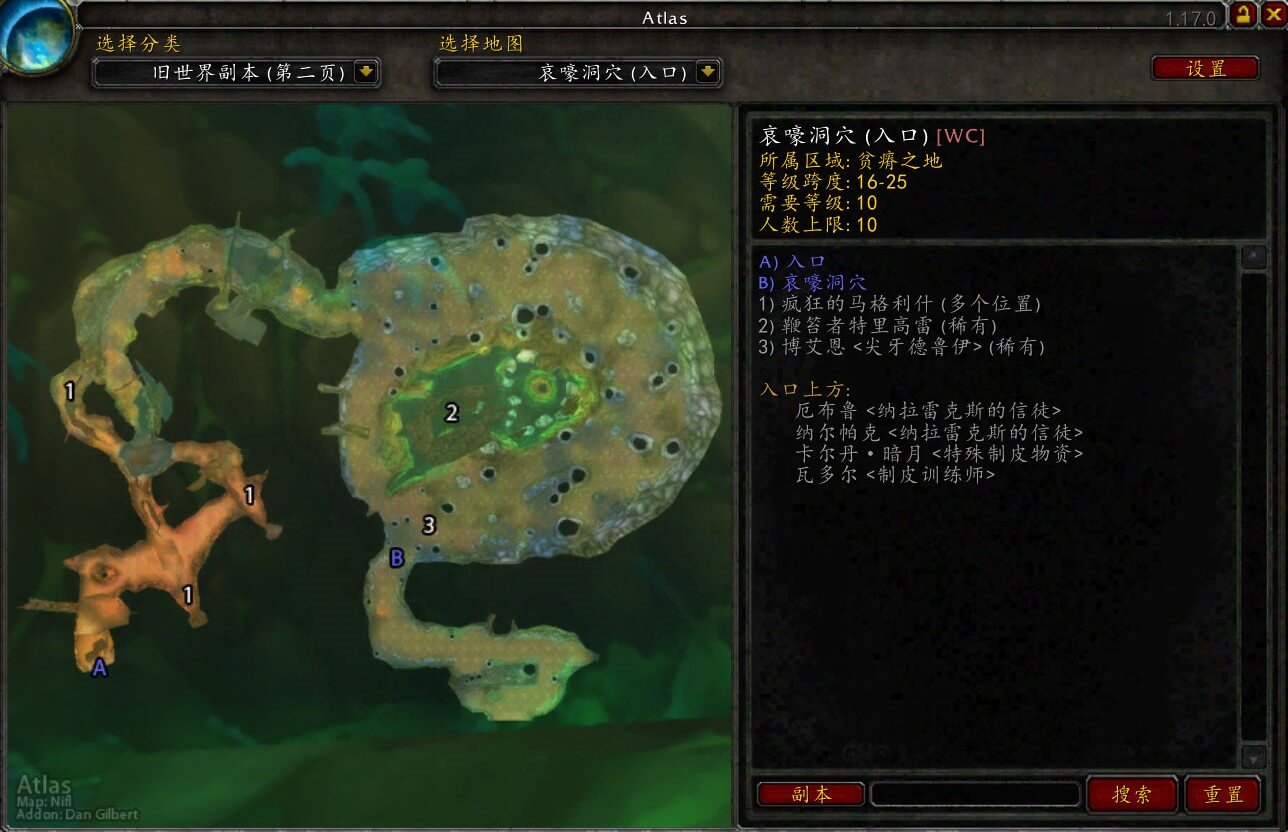 Atlas
1.17.0
选择分类
选择地图
旧世界副本 (第二页)
哀嚎洞穴 (入口)
设置
哀嚎洞穴 (入口) [WC]
所属区域: 贫瘠之地
等级跨度: 16-25
需要等级: 10
人数上限: 10
A) 入口
B) 哀嚎洞穴
1) 疯狂的马格利什 (多个位置)
2) 鞭笞者特里高雷 (稀有)
3) 博艾恩 <尖牙德鲁伊> (稀有)
入口上方:
厄布鲁 <纳拉雷克斯的信徒>
纳尔帕克 <纳拉雷克斯的信徒>
卡尔丹·暗月 <特殊制皮物资>
瓦多尔 <制皮训练师>
1
2
1
3
B
1
A
Atlas
Map: Nifl
Addon: Dan Gilbert
副本
搜索
重置